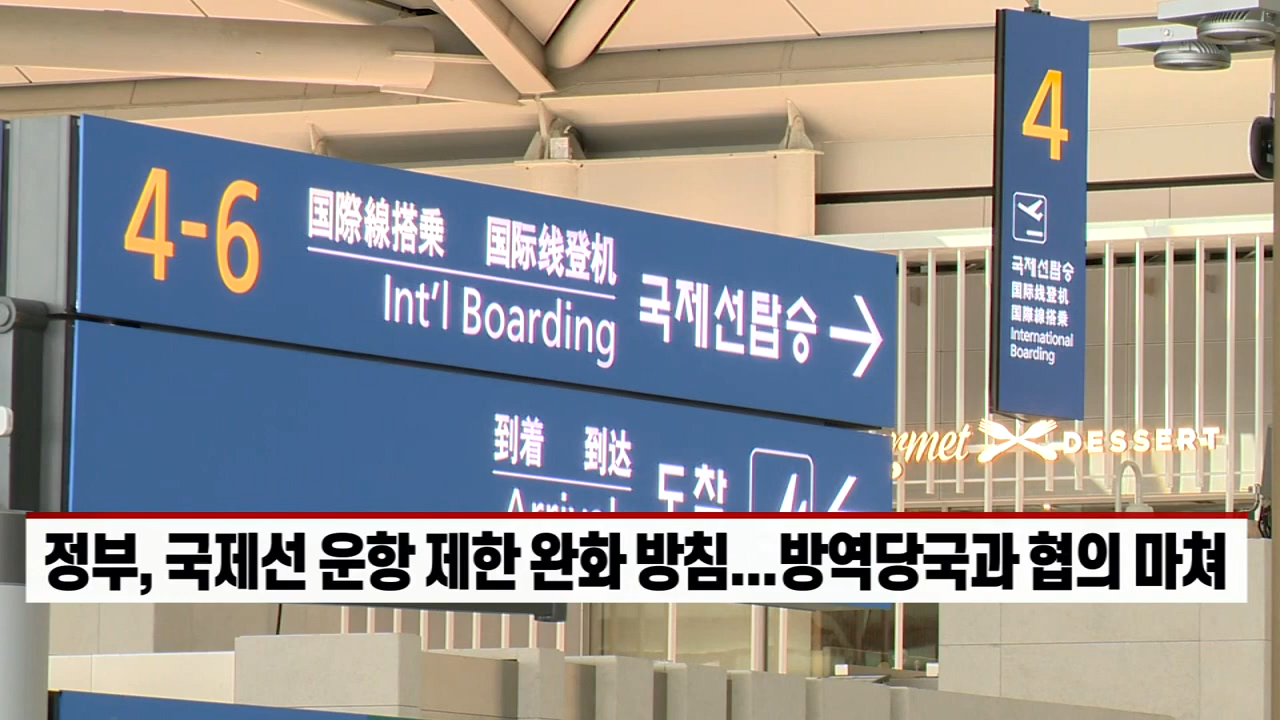 4-6
国際線搭乗 国际线登机
Int'l Boarding
국제선탑승
到着 到达
Arrival
도착
4
국제선탑승
国际线登机
国際線搭乗
International
Boarding
DESSERT
정부, 국제선 운항 제한 완화 방침...방역당국과 협의 마쳐